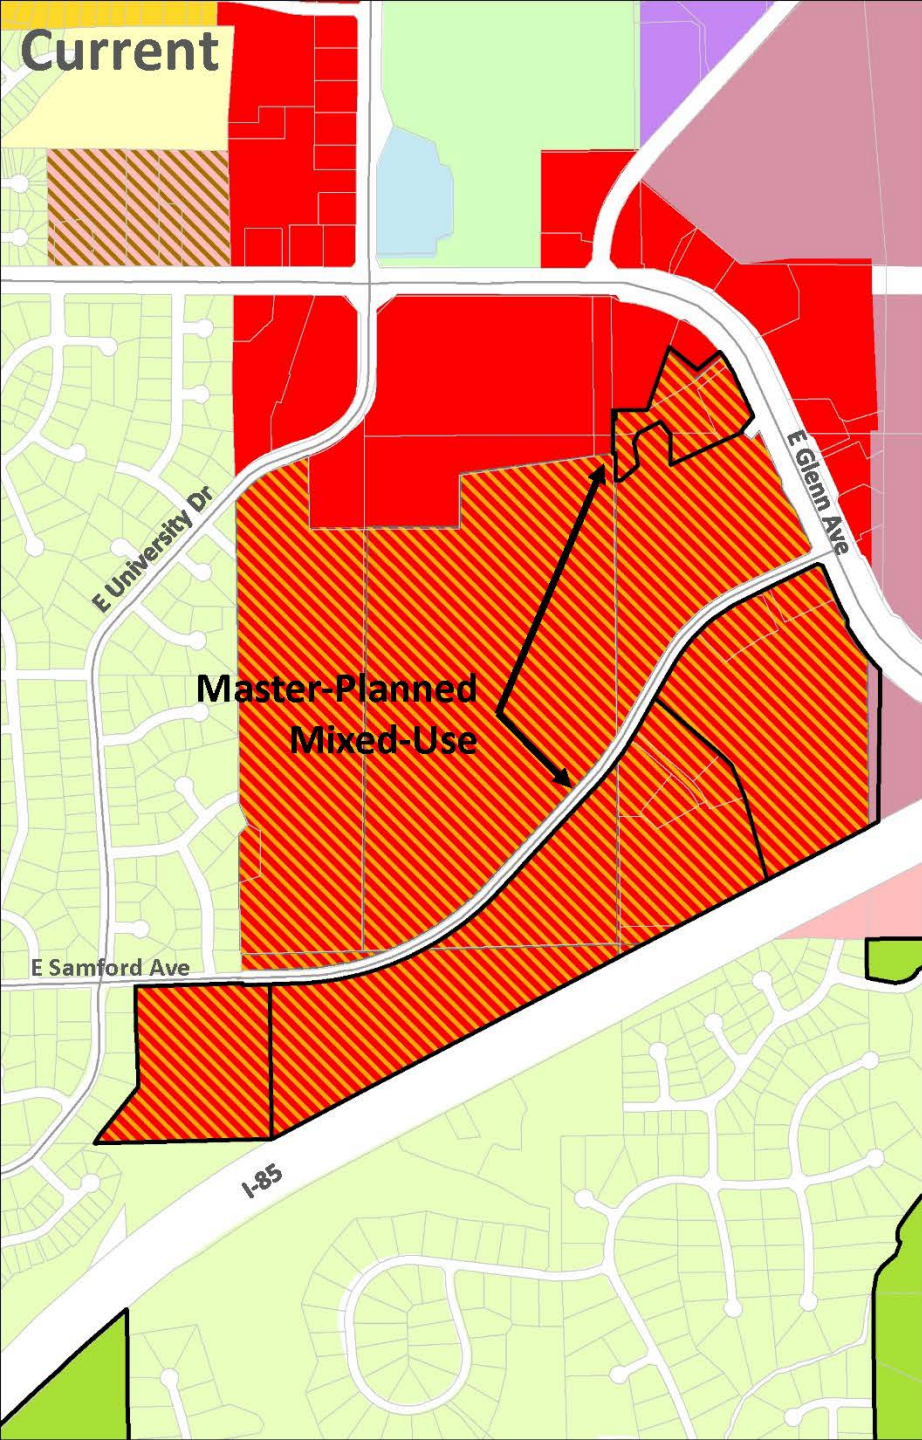 Current
E Glenn Ave
E University Dr
Master-Planned
Mixed-Use
E Samford Ave
I-85